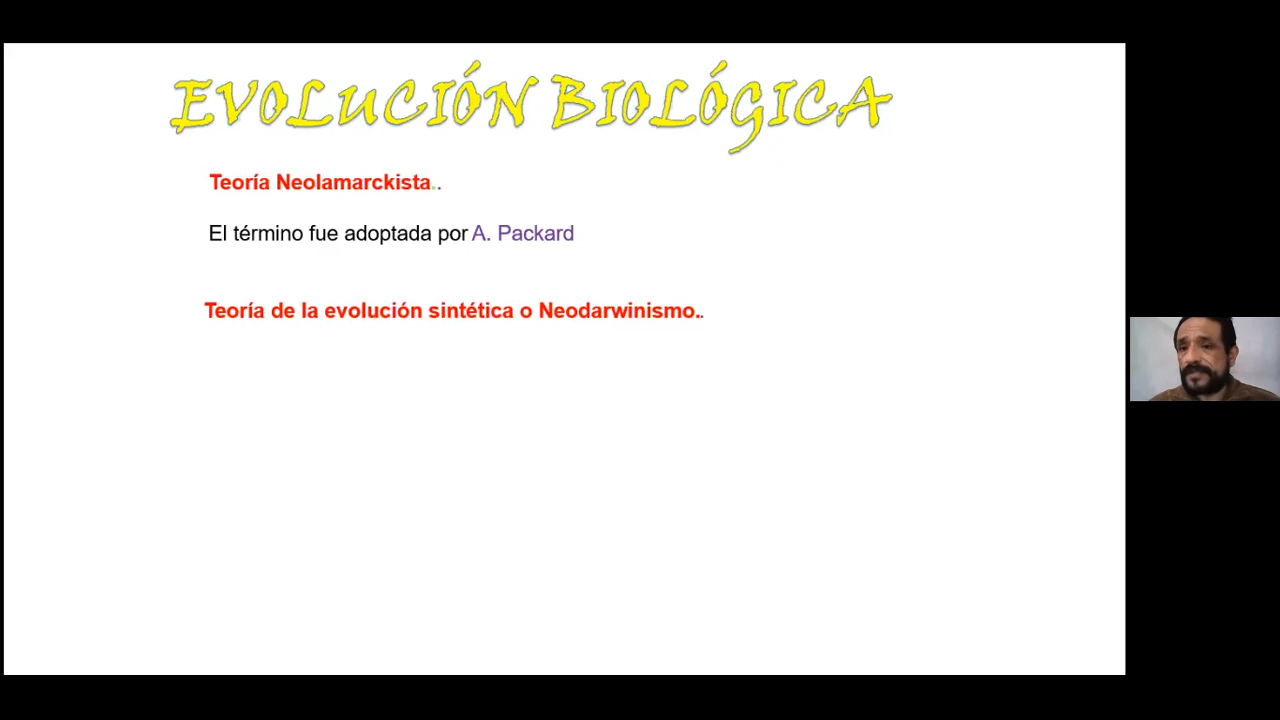 EVOLUCIÓN BIOLÓGICA
Teoría Neolamarckista..
El término fue adoptada por A. Packard
Teoría de la evolución sintética o Neodarwinismo..